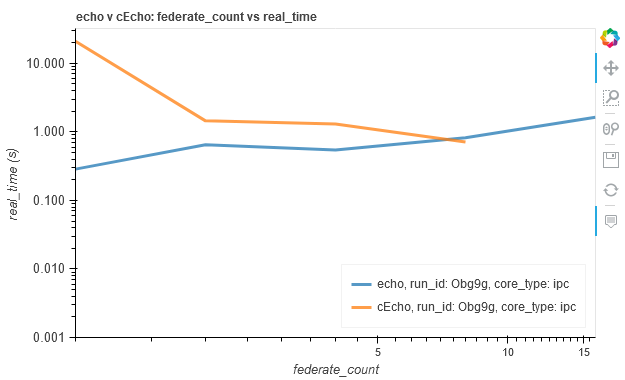 echo v cEcho: federate_count vs real_time
10.000
1.000
0.100
0.010
0.001
real_time (s)
echo, run_id: Obg9g, core_type: ipc
cEcho, run_id: Obg9g, core_type: ipc
5
10
15
federate_count